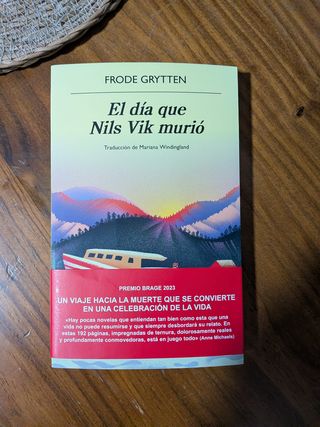 FRODE GRYTTEN
El día que
Nils Vik murió
Traducción de Mariana Windingland
PREMIO BRAGE 2023
UN VIAJE HACIA LA MUERTE QUE SE CONVIERTE
EN UNA CELEBRACIÓN DE LA VIDA
«Hay pocas novelas que entiendan tan bien como esta que una
vida no puede resumirse y que siempre desbordará su relato. En
estas 192 páginas, impregnadas de ternura, dolorosamente reales
y profundamente conmovedoras, está en juego todo» (Anne Michaels)